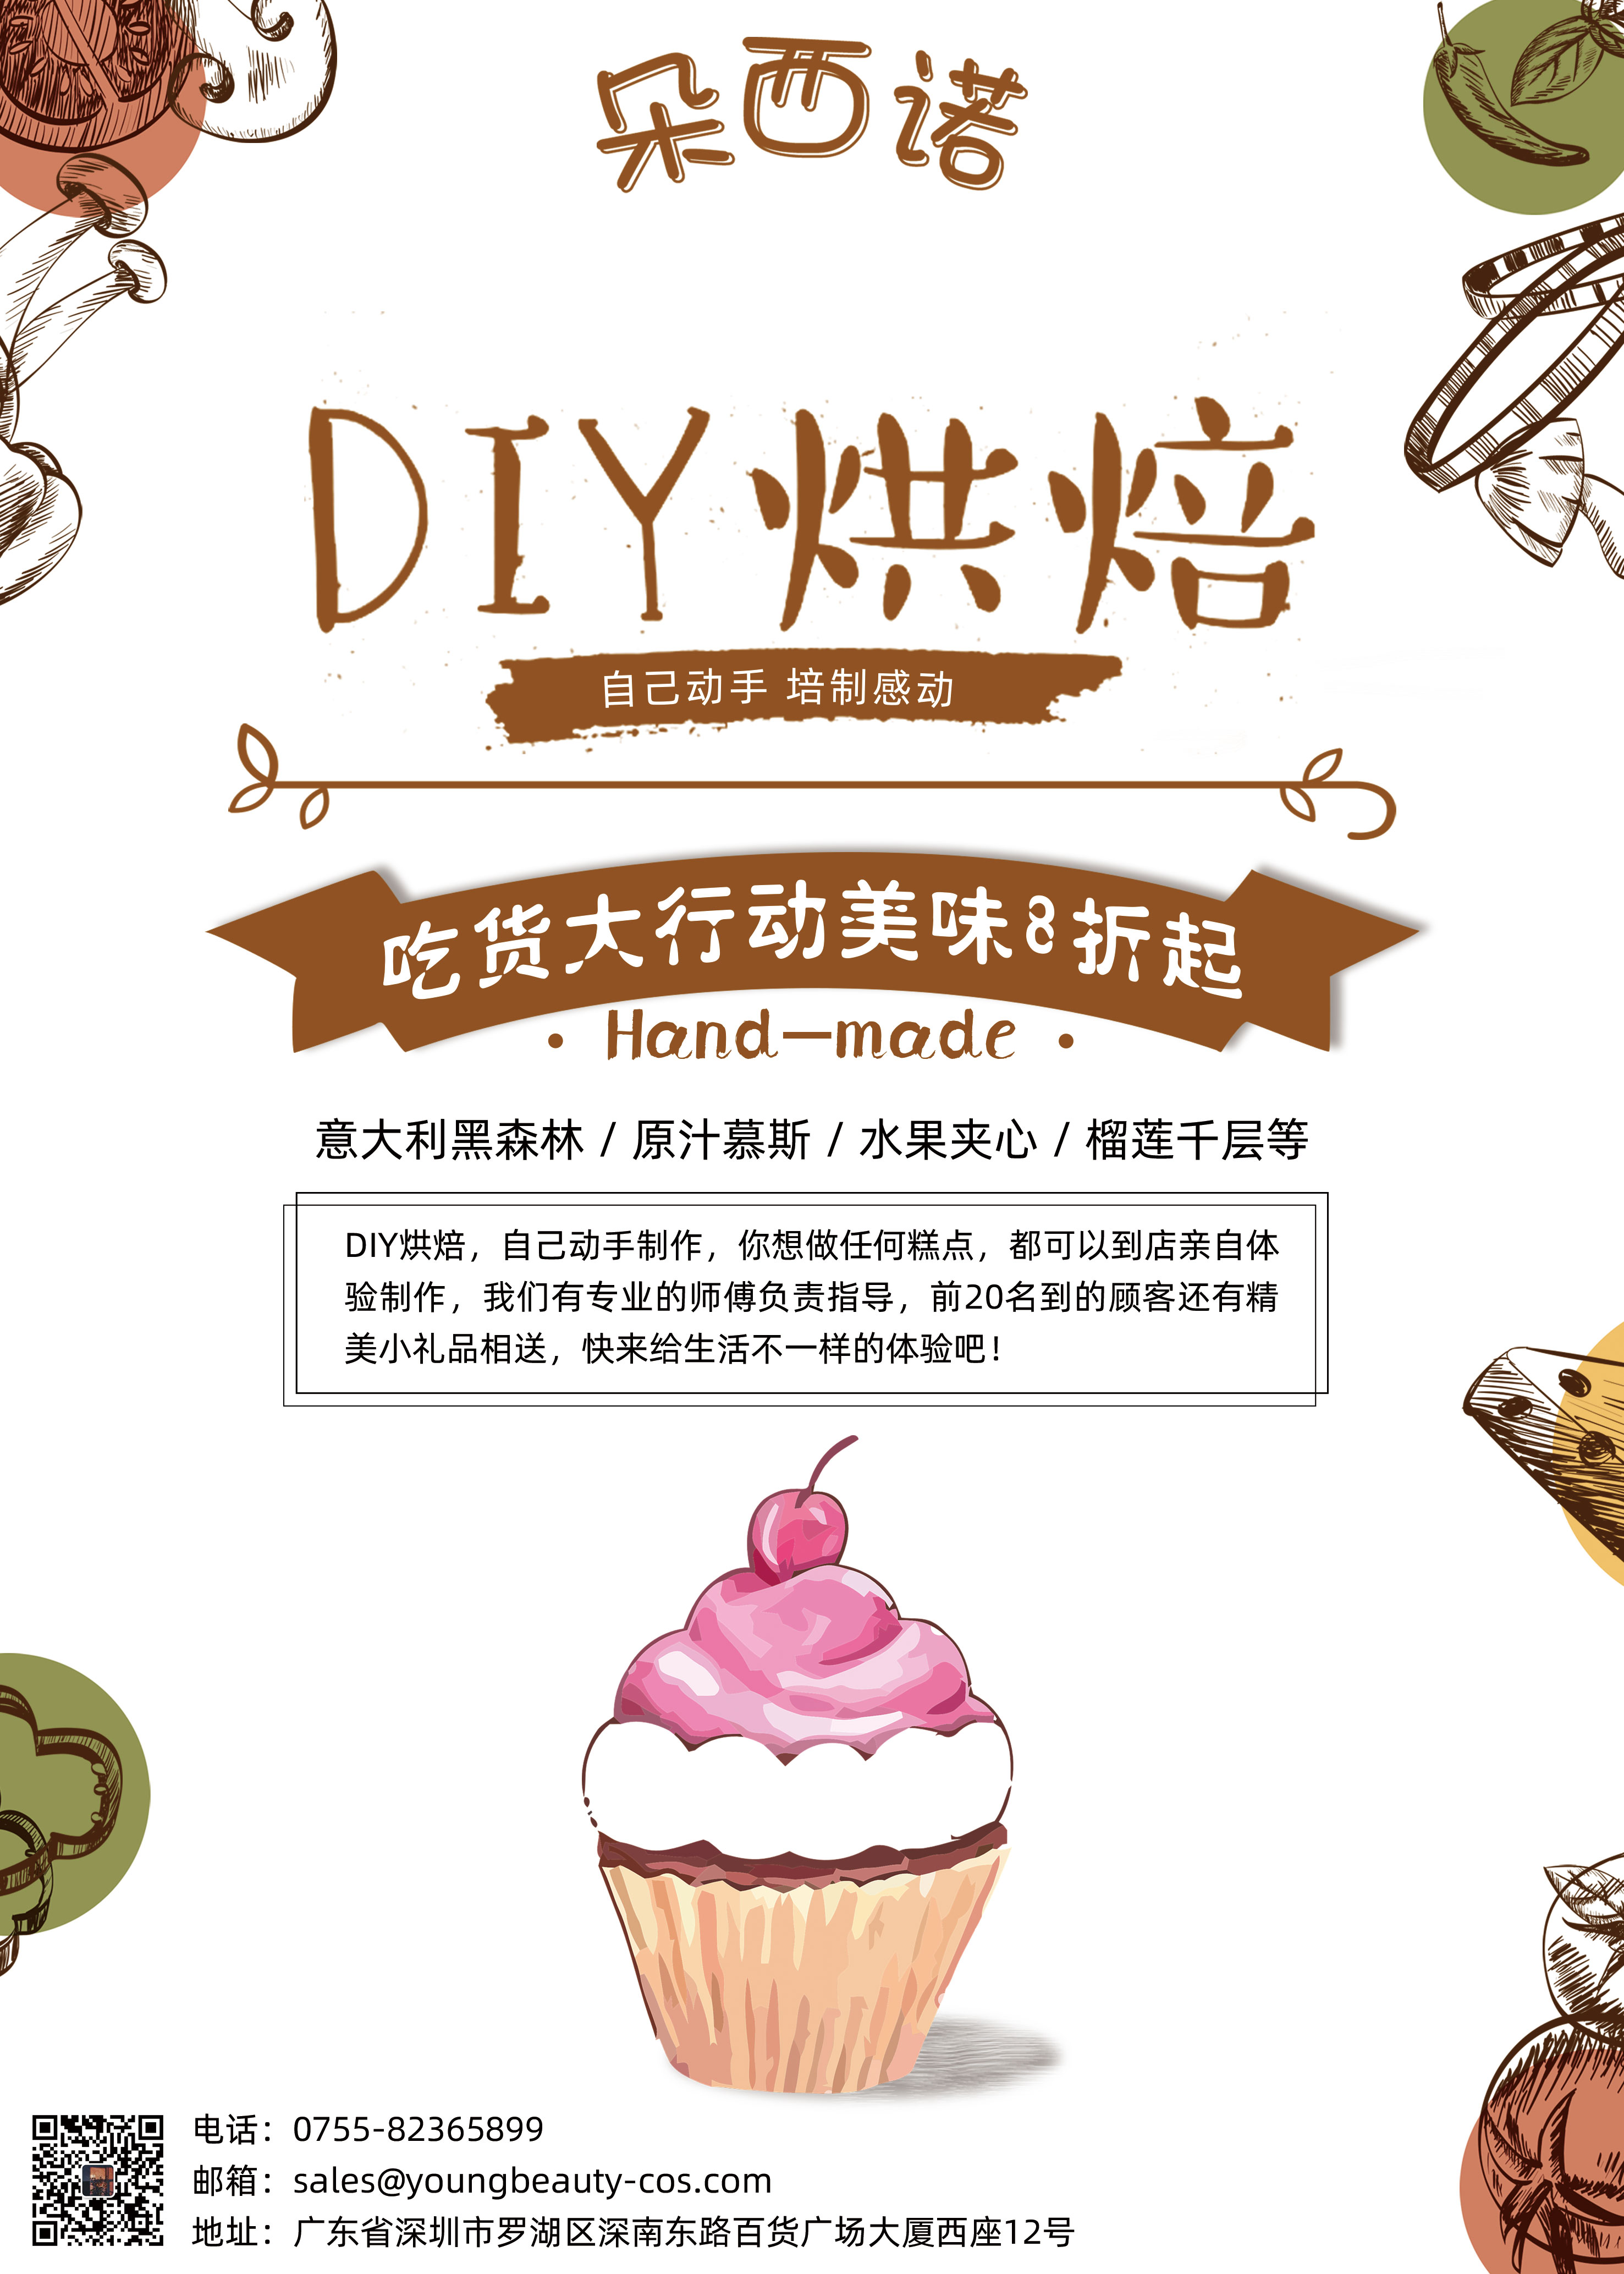 朵西诺
DIY烘焙
自己动手 培制感动
吃货大行动美味8折起
· Hand—made ·
意大利黑森林 / 原汁慕斯 / 水果夹心 / 榴莲千层等
DIY烘焙，自己动手制作，你想做任何糕点，都可以到店亲自体
验制作，我们有专业的师傅负责指导，前20名到的顾客还有精
美小礼品相送，快来给生活不一样的体验吧！
电话：0755-82365899
邮箱：sales@youngbeauty-cos.com
地址：广东省深圳市罗湖区深南东路百货广场大厦西座12号